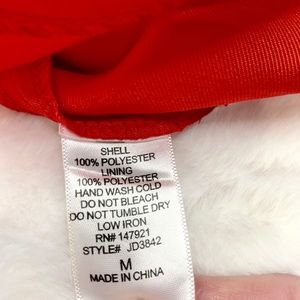 SHELL
100% POLYESTER
LINING
100% POLYESTER
HAND WASH COLD
DO NOT BLEACH
DO NOT TUMBLE DRY
LOW IRON
RN# 147921
STYLE# JD3842
M
MADE IN CHINA